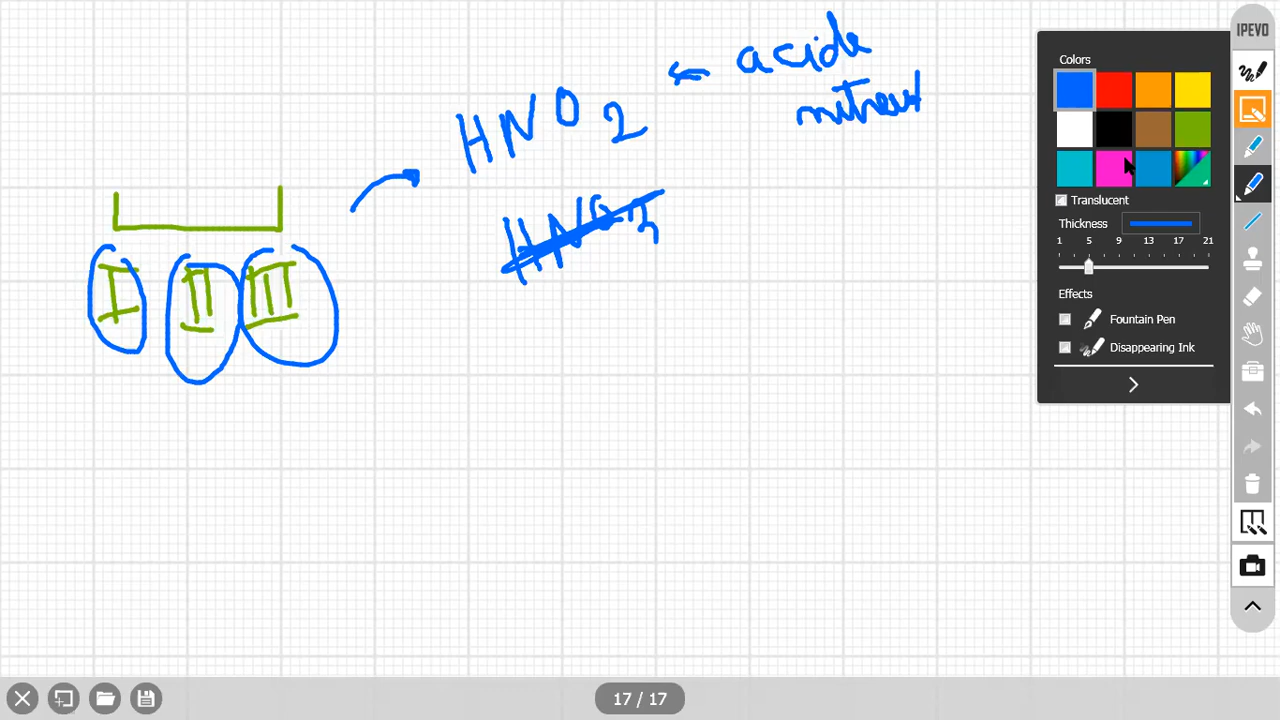 acide
nitreux
HNO2
HNO3
I II III
IPEVO
Colors
Translucent
Thickness
1 5 9 13 17 21
Effects
Fountain Pen
Disappearing Ink
17 / 17